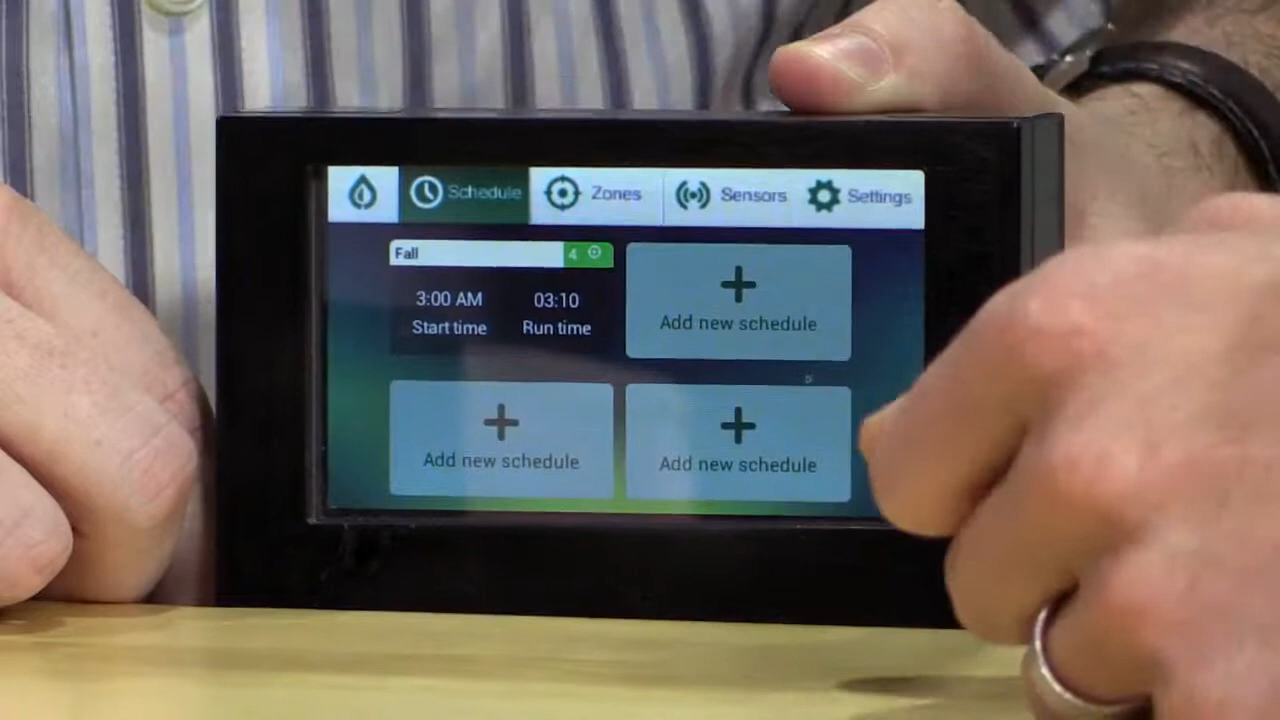 Schedule Zones Sensors Settings
Fall 4
3:00 AM 03:10
Start time Run time
Add new schedule
Add new schedule
Add new schedule